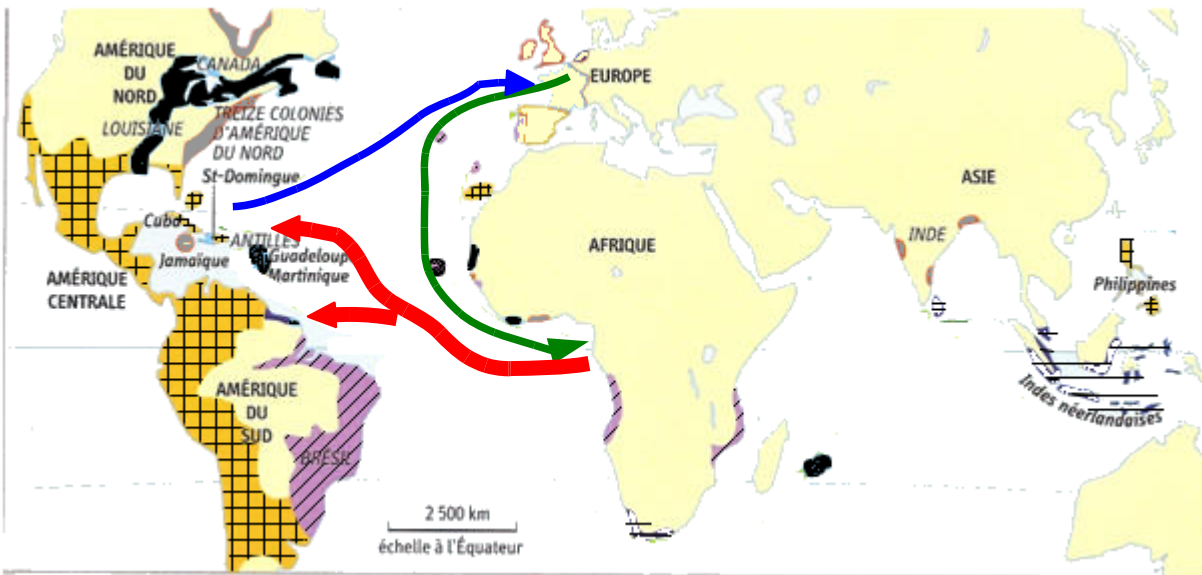 AMÉRIQUE
DU
NORD
CANADA
LOUISIANE
TREIZE COLONIES
D'AMÉRIQUE
DU NORD
St-Domingue
Cuba
ANTILLES
Jamaïque
Guadeloup
Martinique
AMÉRIQUE
CENTRALE
AMÉRIQUE
DU
SUD
BRÉSIL
EUROPE
AFRIQUE
ASIE
INDE
Philippines
Indes néerlandaises
2 500 km
échelle à l'Équateur